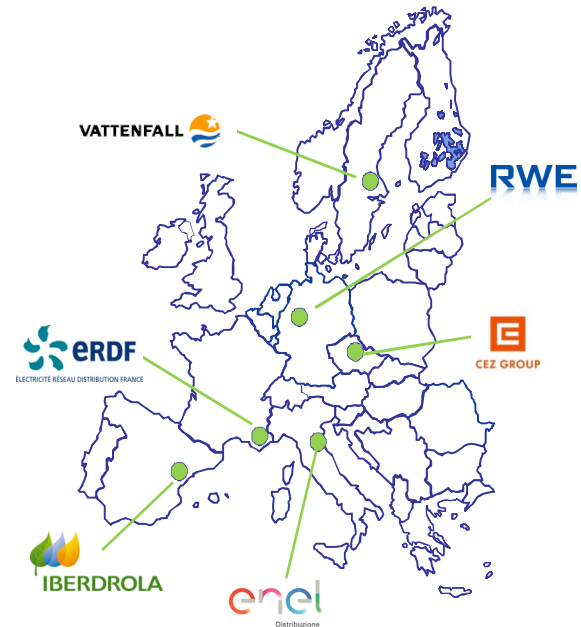 VATTENFALL
RWE
eRDF
ÉLECTRICITÉ RÉSEAU DISTRIBUTION FRANCE
CEZ GROUP
IBERDROLA
enel
Distribuzione